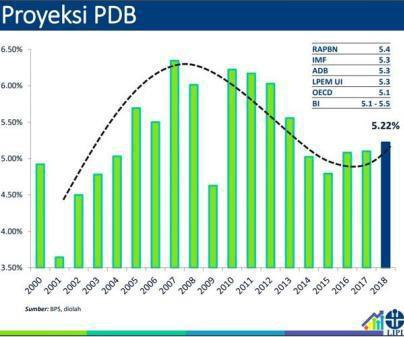 Proyeksi PDB
6.50%
6.00%
5.50%
5.00%
4.50%
4.00%
3.50%
RAPBN 5.4
IMF 5.3
ADB 5.3
LPEM UI 5.3
OECD 5.1
BI 5.1 - 5.5
5.22%
2000 2001 2002 2003 2004 2005 2006 2007 2008 2009 2010 2011 2012 2013 2014 2015 2016 2017 2018
Sumber: BPS, diolah
LIPI